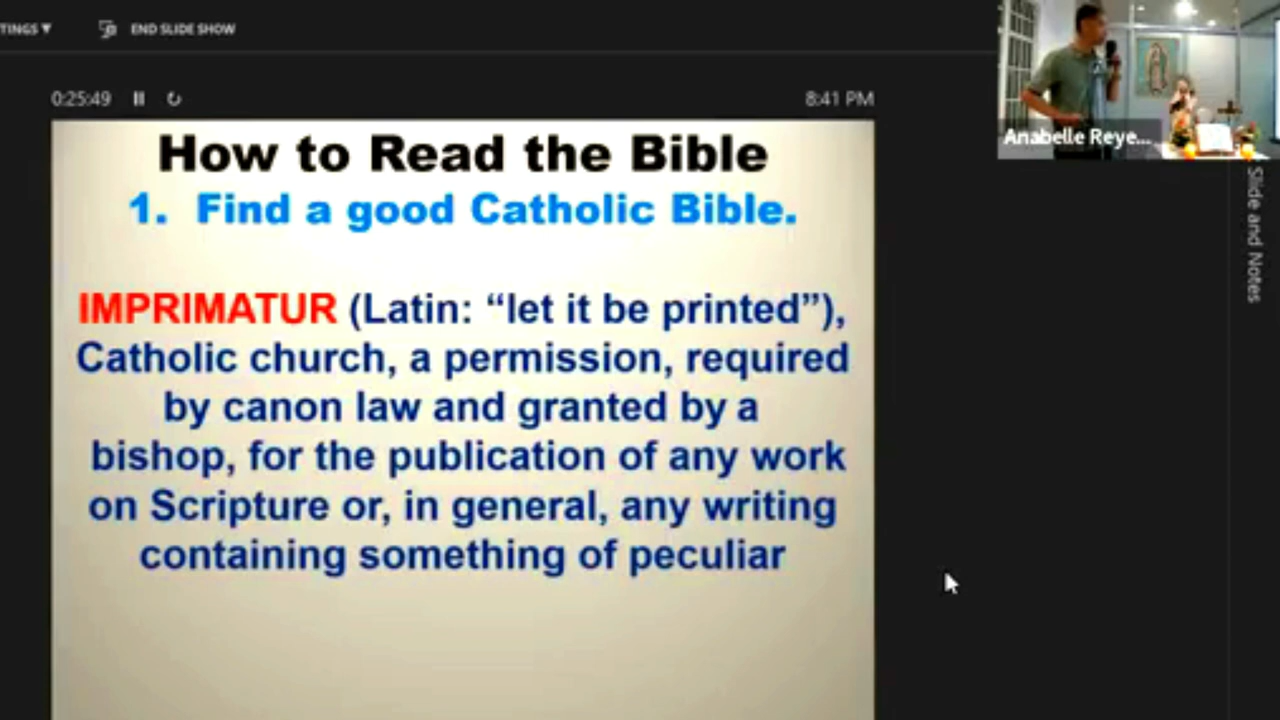 TINGS ▼
END SLIDE SHOW
0:25:49
8:41 PM
Anabelle Reye...
How to Read the Bible
1. Find a good Catholic Bible.
IMPRIMATUR (Latin: “let it be printed”),
Catholic church, a permission, required
by canon law and granted by a
bishop, for the publication of any work
on Scripture or, in general, any writing
containing something of peculiar
Slide and Notes